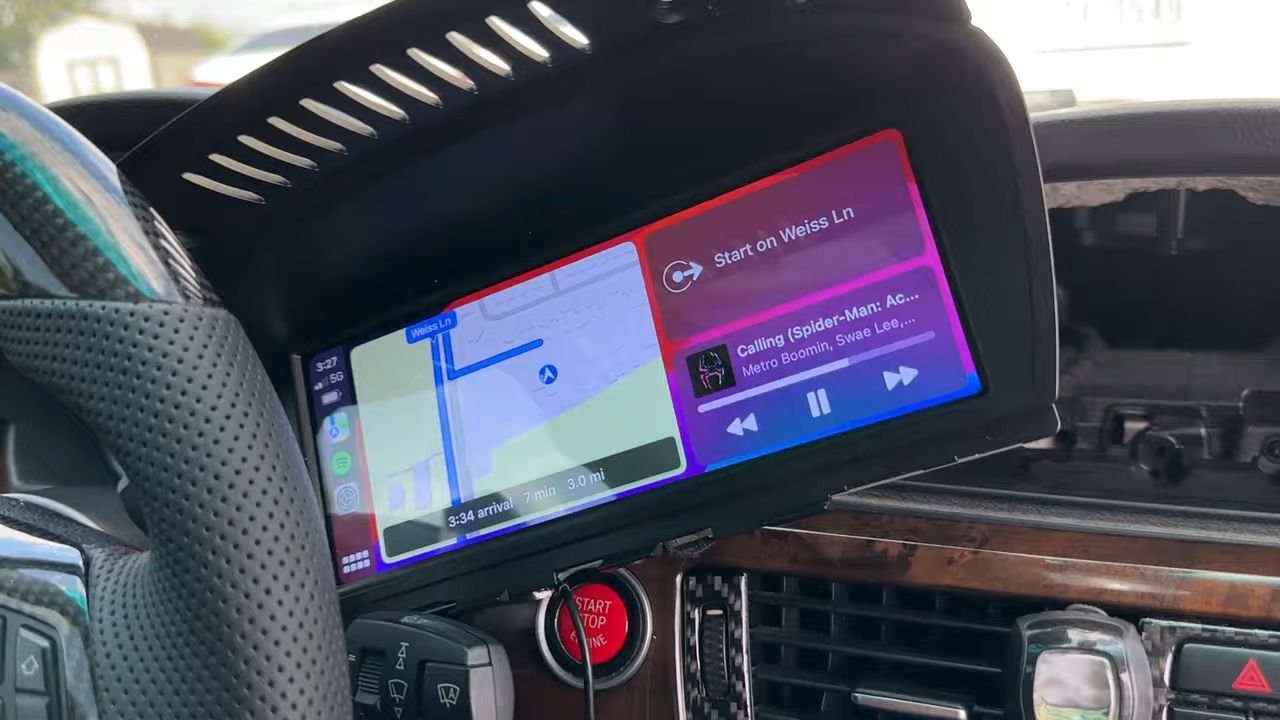 3:27
5G
Weiss Ln
3:34 arrival 7 min 3.0 mi
Start on Weiss Ln
Calling (Spider-Man: Ac...
Metro Boomin, Swae Lee,...
START
STOP
ENGINE
A